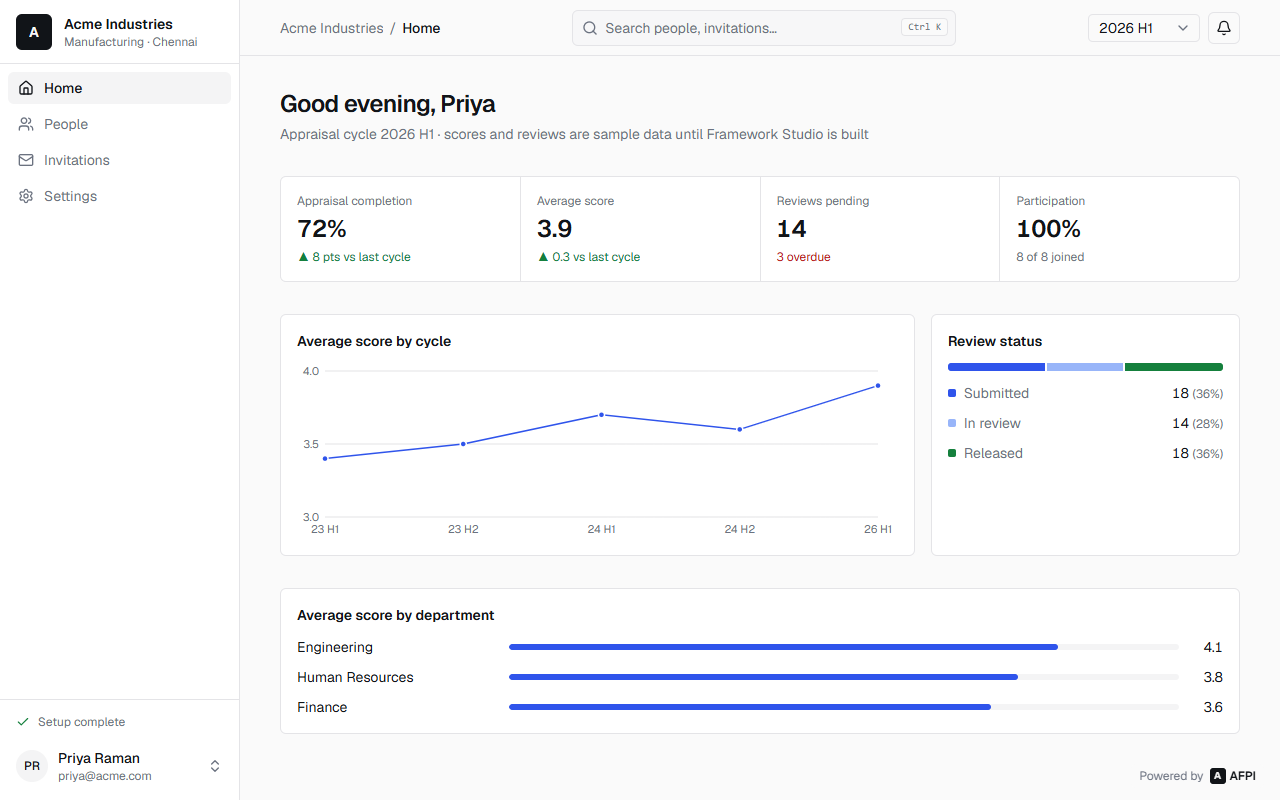 A
Acme Industries
Manufacturing · Chennai
Home
People
Invitations
Settings
Setup complete
PR
Priya Raman
priya@acme.com
Acme Industries / Home
Search people, invitations…
Ctrl K
2026 H1
Good evening, Priya
Appraisal cycle 2026 H1 · scores and reviews are sample data until Framework Studio is built
Appraisal completion
72%
▲ 8 pts vs last cycle
Average score
3.9
▲ 0.3 vs last cycle
Reviews pending
14
3 overdue
Participation
100%
8 of 8 joined
Average score by cycle
4.0
3.5
3.0
23 H1
23 H2
24 H1
24 H2
26 H1
Review status
Submitted 18 (36%)
In review 14 (28%)
Released 18 (36%)
Average score by department
Engineering 4.1
Human Resources 3.8
Finance 3.6
Powered by A AFPI